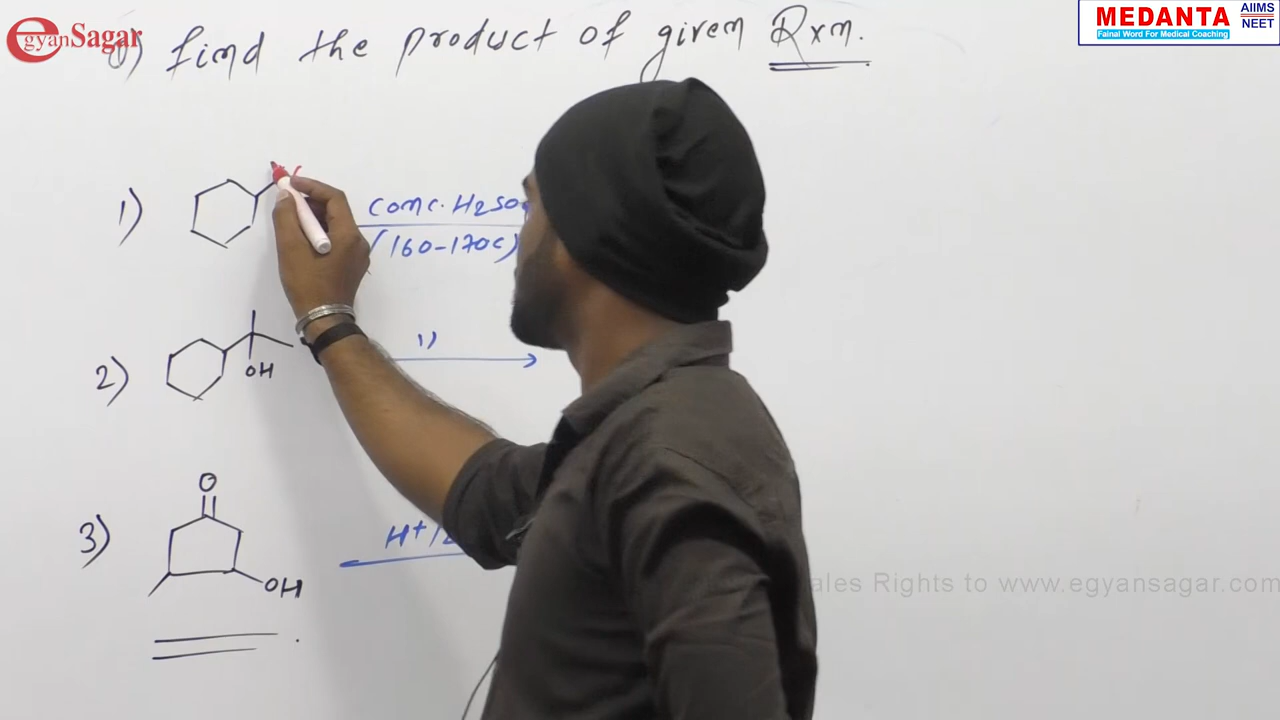 egyanSagar
MEDANTA AIIMS NEET
Fainal Word For Medical Coaching
find the product of given Rxn.
1) conc. H2SO4
(160-170c)
2) OH 1)
3) O
H+/
OH
ales Rights to www.egyansagar.com